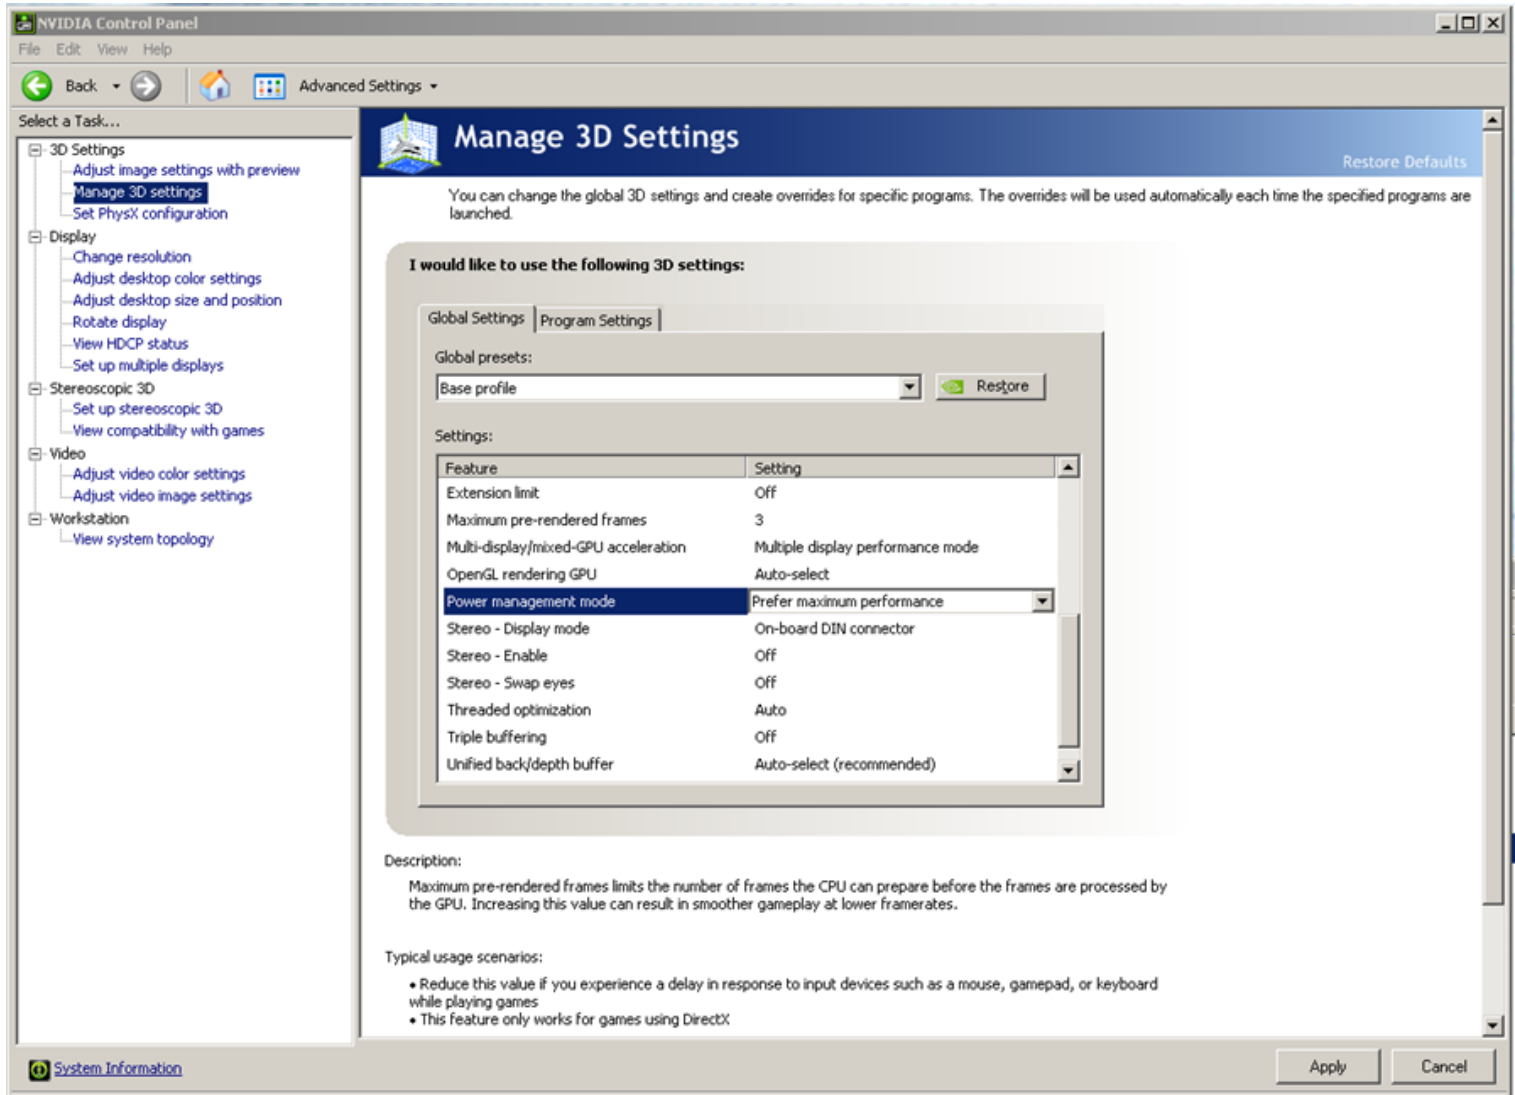 NVIDIA Control Panel
File Edit View Help
Back
Advanced Settings
Select a Task...
3D Settings
Adjust image settings with preview
Manage 3D settings
Set PhysX configuration
Display
Change resolution
Adjust desktop color settings
Adjust desktop size and position
Rotate display
View HDCP status
Set up multiple displays
Stereoscopic 3D
Set up stereoscopic 3D
View compatibility with games
Video
Adjust video color settings
Adjust video image settings
Workstation
View system topology
System Information
Manage 3D Settings
Restore Defaults
You can change the global 3D settings and create overrides for specific programs. The overrides will be used automatically each time the specified programs are
launched.
I would like to use the following 3D settings:
Global Settings Program Settings
Global presets:
Base profile Restore
Settings:
Feature Setting
Extension limit Off
Maximum pre-rendered frames 3
Multi-display/mixed-GPU acceleration Multiple display performance mode
OpenGL rendering GPU Auto-select
Power management mode Prefer maximum performance
Stereo - Display mode On-board DIN connector
Stereo - Enable Off
Stereo - Swap eyes Off
Threaded optimization Auto
Triple buffering Off
Unified back/depth buffer Auto-select (recommended)
Description:
Maximum pre-rendered frames limits the number of frames the CPU can prepare before the frames are processed by
the GPU. Increasing this value can result in smoother gameplay at lower framerates.
Typical usage scenarios:
• Reduce this value if you experience a delay in response to input devices such as a mouse, gamepad, or keyboard
while playing games
• This feature only works for games using DirectX
Apply Cancel